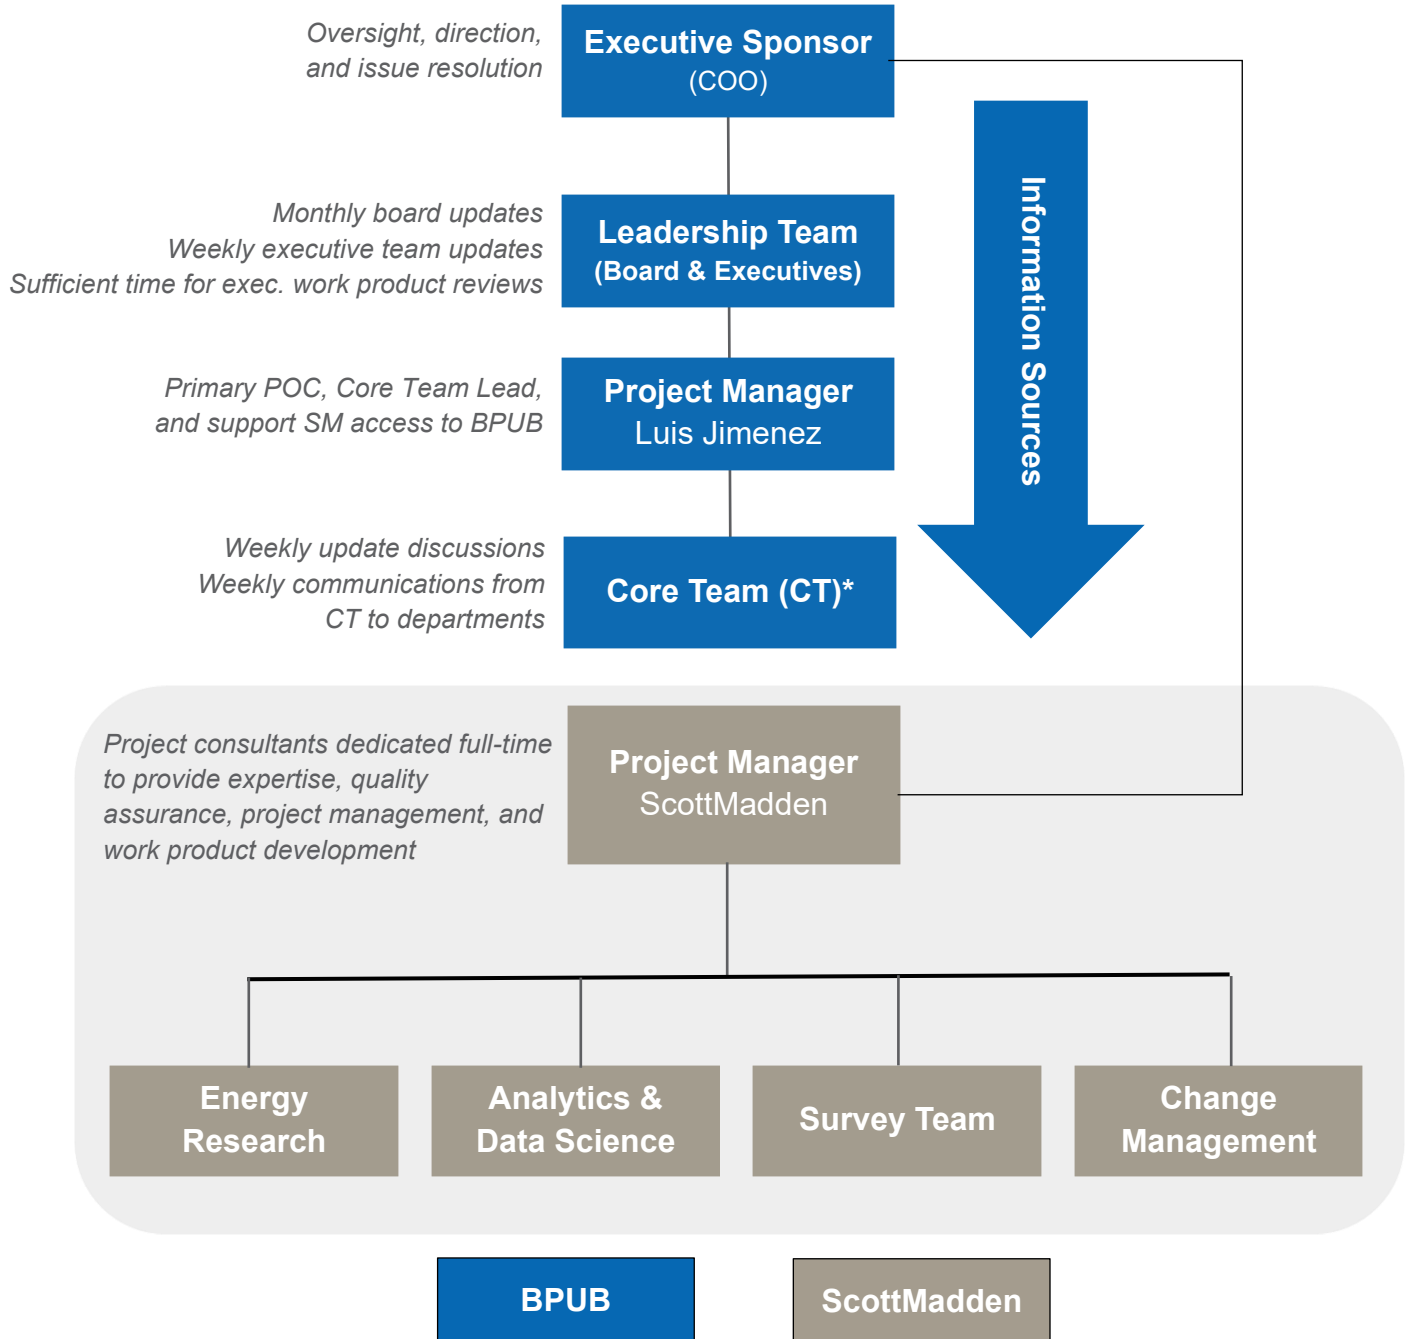 Oversight, direction,
and issue resolution
Executive Sponsor
(COO)
Monthly board updates
Weekly executive team updates
Sufficient time for exec. work product reviews
Leadership Team
(Board & Executives)
Primary POC, Core Team Lead,
and support SM access to BPUB
Project Manager
Luis Jimenez
Weekly update discussions
Weekly communications from
CT to departments
Core Team (CT)*
Information Sources
Project consultants dedicated full-time
to provide expertise, quality
assurance, project management, and
work product development
Project Manager
ScottMadden
Energy
Research
Analytics &
Data Science
Survey Team
Change
Management
BPUB
ScottMadden